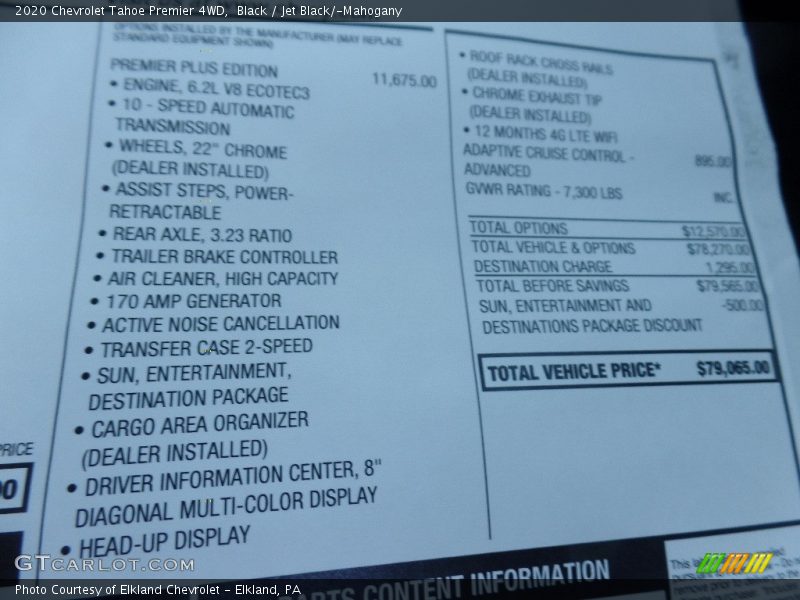 2020 Chevrolet Tahoe Premier 4WD, Black / Jet Black/-Mahogany
OPTIONS INSTALLED BY THE MANUFACTURER (MAY REPLACE
STANDARD EQUIPMENT SHOWN)
PREMIER PLUS EDITION 11,675.00
• ENGINE, 6.2L V8 ECOTEC3
• 10 - SPEED AUTOMATIC
TRANSMISSION
• WHEELS, 22" CHROME
(DEALER INSTALLED)
• ASSIST STEPS, POWER-
RETRACTABLE
• REAR AXLE, 3.23 RATIO
• TRAILER BRAKE CONTROLLER
• AIR CLEANER, HIGH CAPACITY
• 170 AMP GENERATOR
• ACTIVE NOISE CANCELLATION
• TRANSFER CASE 2-SPEED
• SUN, ENTERTAINMENT,
DESTINATION PACKAGE
• CARGO AREA ORGANIZER
(DEALER INSTALLED)
• DRIVER INFORMATION CENTER, 8"
DIAGONAL MULTI-COLOR DISPLAY
• HEAD-UP DISPLAY
• ROOF RACK CROSS RAILS
(DEALER INSTALLED)
• CHROME EXHAUST TIP
(DEALER INSTALLED)
• 12 MONTHS 4G LTE WIFI
ADAPTIVE CRUISE CONTROL - 895.00
ADVANCED
GVWR RATING - 7,300 LBS INC.
TOTAL OPTIONS $12,570.00
TOTAL VEHICLE & OPTIONS $78,270.00
DESTINATION CHARGE 1,295.00
TOTAL BEFORE SAVINGS $79,565.00
SUN, ENTERTAINMENT AND -500.00
DESTINATIONS PACKAGE DISCOUNT
TOTAL VEHICLE PRICE* $79,065.00
PRICE
00
PARTS CONTENT INFORMATION
This
GTcarlot.com
Photo Courtesy of Elkland Chevrolet - Elkland, PA